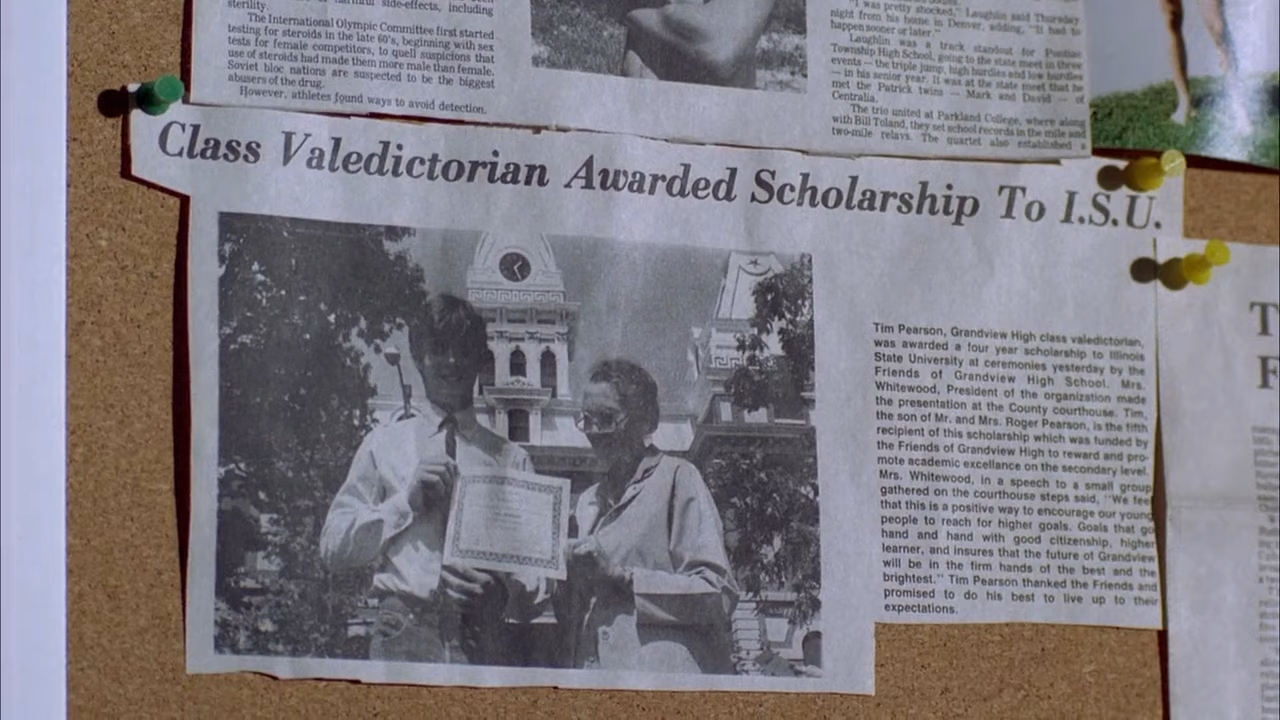 sterility.
side-effects, including
The International Olympic Committee first started
testing for steroids in the late 60's, beginning with sex
tests for female competitors, to quell suspicions that
use of steroids had made them more male than female.
Soviet bloc nations are suspected to be the biggest
abusers of the drug.
However, athletes found ways to avoid detection.
"I was pretty shocked," Laughlin said Thursday
night from his home in Denver, adding, "It had to
happen sooner or later."
Laughlin was a track standout for Pontiac
Township High School, going to the state meet in three
events — the triple jump, high hurdles and low hurdles
— in his senior year. It was at the state meet that he
met the Patrick twins — Mark and David — of
Centralia.
The trio united at Parkland College, where along
with Bill Toland, they set school records in the mile and
two-mile relays. The quartet also established a
Class Valedictorian Awarded Scholarship To I.S.U.
Tim Pearson, Grandview High class valedictorian,
was awarded a four year scholarship to Illinois
State University at ceremonies yesterday by the
Friends of Grandview High School. Mrs.
Whitewood, President of the organization made
the presentation at the County courthouse. Tim,
the son of Mr. and Mrs. Roger Pearson, is the fifth
recipient of this scholarship which was funded by
the Friends of Grandview High to reward and pro-
mote academic excellence on the secondary level.
Mrs. Whitewood, in a speech to a small group
gathered on the courthouse steps said, "We feel
that this is a positive way to encourage our young
people to reach for higher goals. Goals that go
hand and hand with good citizenship, higher
learner, and insures that the future of Grandview
will be in the firm hands of the best and the
brightest." Tim Pearson thanked the Friends and
promised to do his best to live up to their
expectations.
T
F